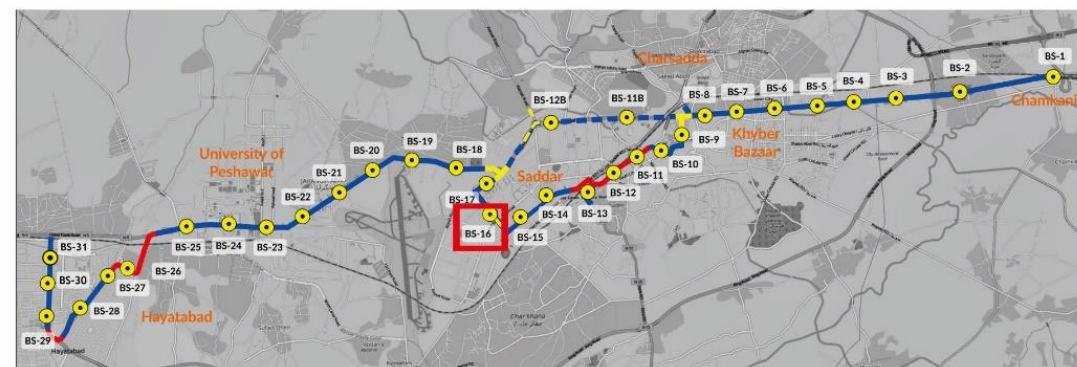 BS-1
Chamkani
BS-2
BS-3
BS-4
BS-5
BS-6
BS-7
BS-8
Charsadda
Khyber
Bazaar
BS-9
BS-10
BS-11
BS-11B
BS-12B
BS-12
BS-13
BS-14
BS-15
BS-16
BS-17
Saddar
BS-18
BS-19
BS-20
BS-21
BS-22
University of
Peshawar
BS-23
BS-24
BS-25
BS-26
BS-27
BS-28
Hayatabad
BS-29
Hayatabad
BS-30
BS-31